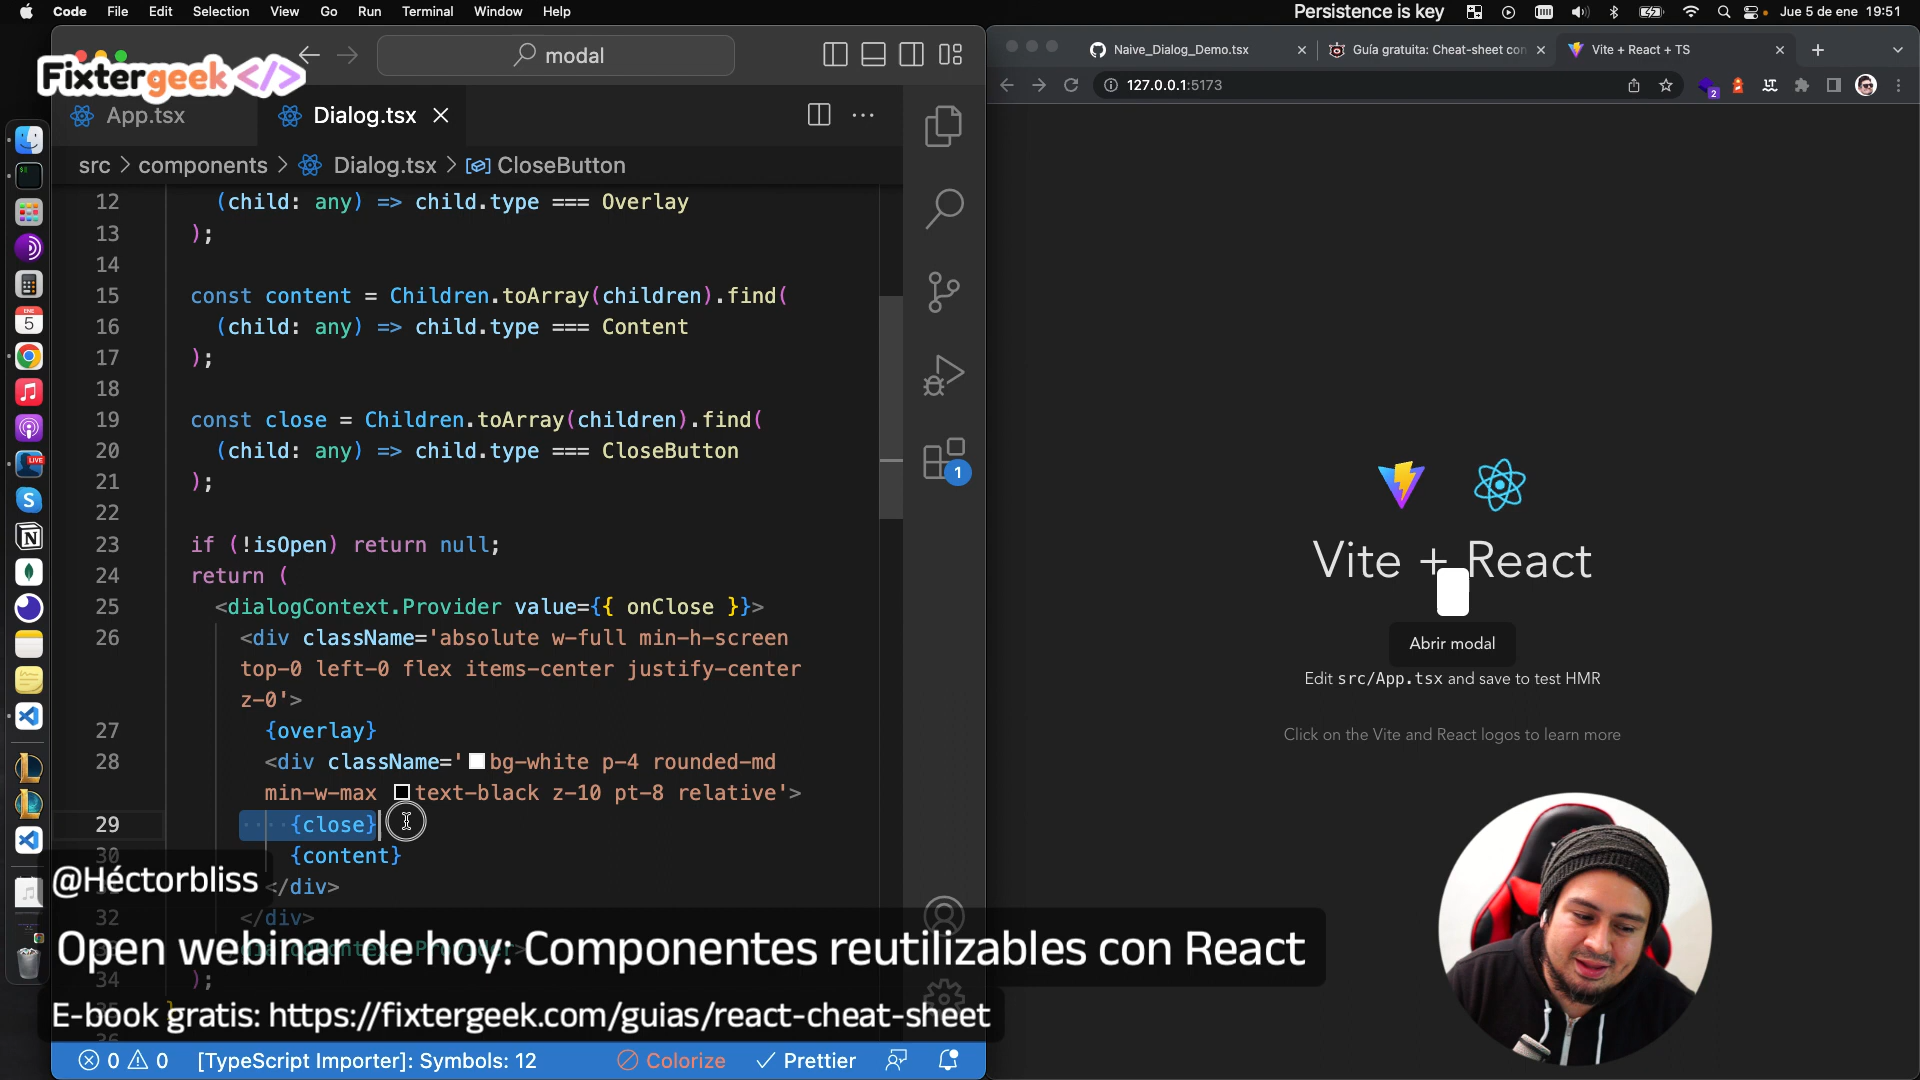 Code File Edit Selection View Go Run Terminal Window Help
Persistence is key
Jue 5 de ene 19:51
modal
Fixtergeek </>
App.tsx
Dialog.tsx
src > components > Dialog.tsx > CloseButton
12 (child: any) => child.type === Overlay
13 );
14
15 const content = Children.toArray(children).find(
16 (child: any) => child.type === Content
17 );
18
19 const close = Children.toArray(children).find(
20 (child: any) => child.type === CloseButton
21 );
22
23 if (!isOpen) return null;
24 return (
25 <dialogContext.Provider value={{ onClose }}>
26 <div className='absolute w-full min-h-screen
top-0 left-0 flex items-center justify-center
z-0'>
27 {overlay}
28 <div className='bg-white p-4 rounded-md
min-w-max text-black z-10 pt-8 relative'>
29 {close}
30 {content}
</div>
32 </div>
34 );
@Héctorbliss
Open webinar de hoy: Componentes reutilizables con React
E-book gratis: https://fixtergeek.com/guias/react-cheat-sheet
0 0 [TypeScript Importer]: Symbols: 12 Colorize Prettier
1
ENE
5
LIVE
Naive_Dialog_Demo.tsx
Guía gratuita: Cheat-sheet con
Vite + React + TS
127.0.0.1:5173
2
Vite + React
Abrir modal
Edit src/App.tsx and save to test HMR
Click on the Vite and React logos to learn more